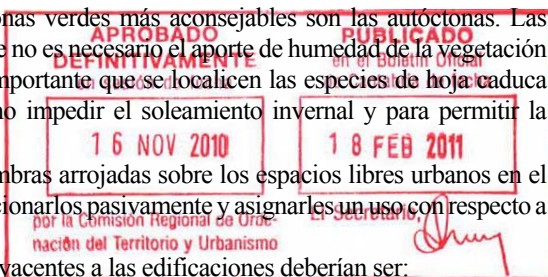 nas verdes más aconsejables son las autóctonas. Las
APROBADO PUBLICADO
e no es necesario el aporte de humedad de la vegetación
DEFINITIVAMENTE en el Boletín Oficial
mportante que se localicen las especies de hoja caduca
no impedir el soleamiento invernal y para permitir la
16 NOV 2010 18 FEB 2011
mbras arrojadas sobre los espacios libres urbanos en el
cionarlos pasivamente y asignarles un uso con respecto a
por la Comisión Regional de Orde- El Secretario,
nación del Territorio y Urbanismo
yacentes a las edificaciones deberían ser: